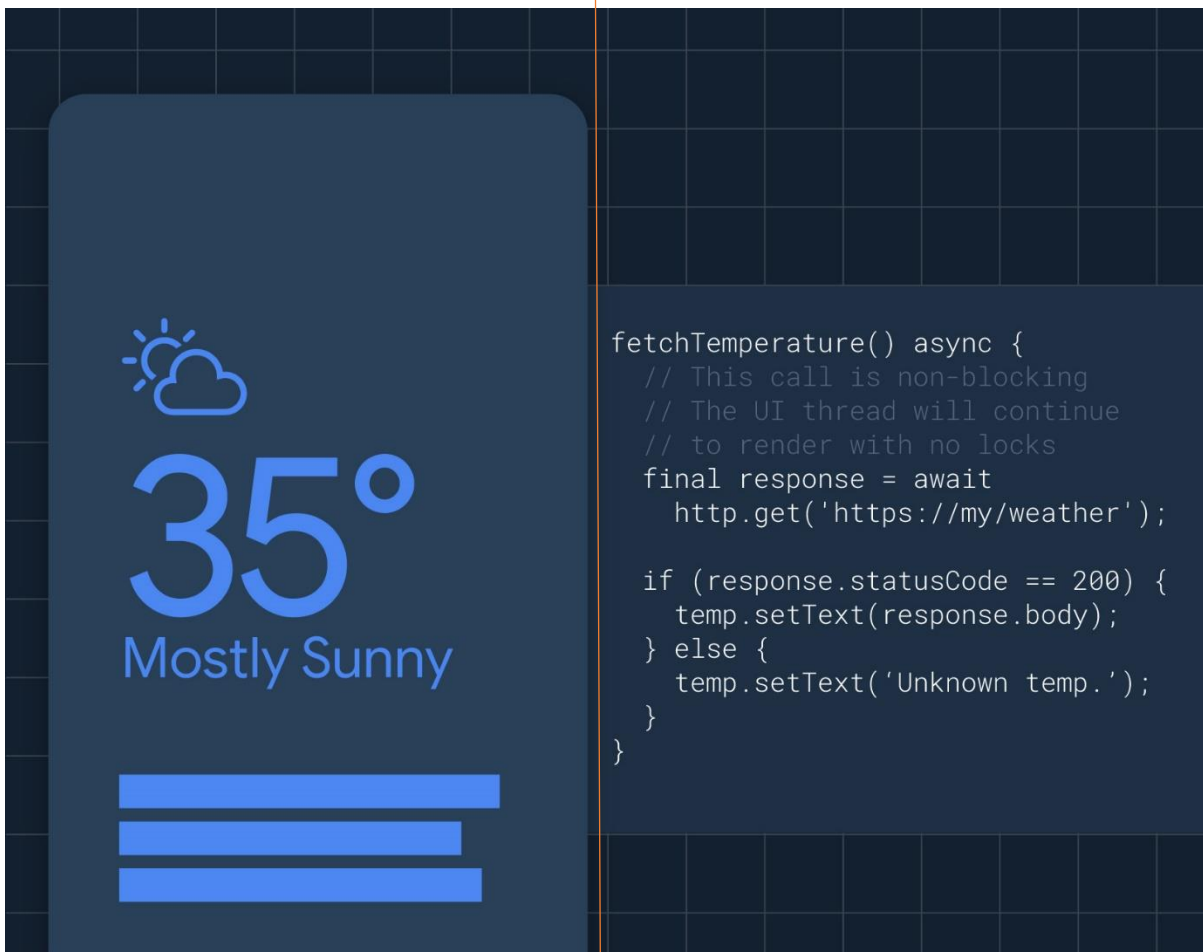 35°
Mostly Sunny
fetchTemperature() async {
// This call is non-blocking
// The UI thread will continue
// to render with no locks
final response = await
http.get('https://my/weather');
if (response.statusCode == 200) {
temp.setText(response.body);
} else {
temp.setText(‘Unknown temp.’);
}
}